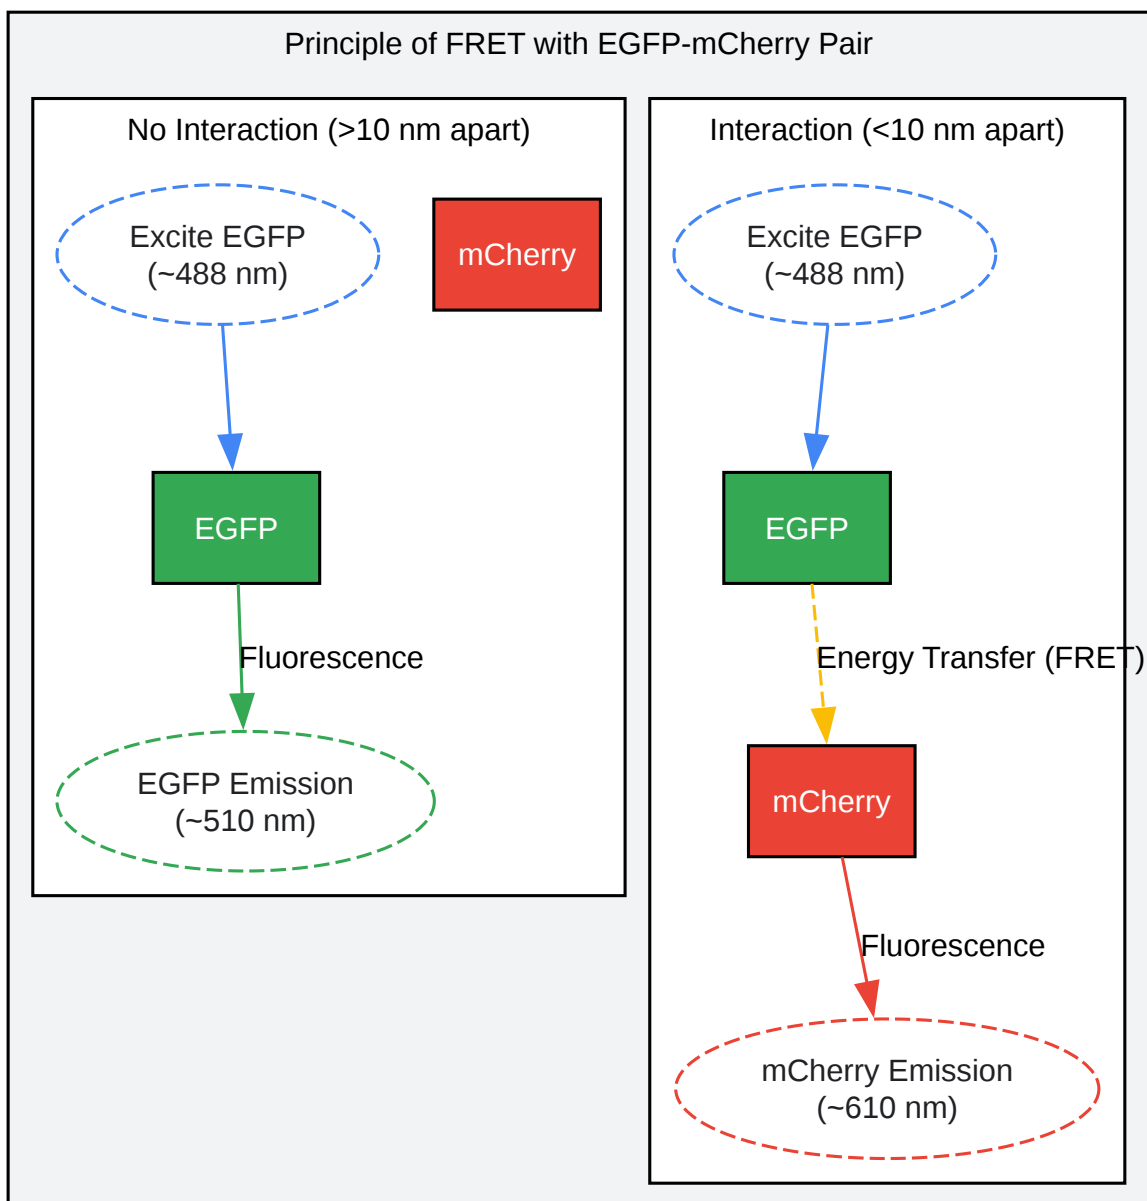 Principle of FRET with EGFP-mCherry Pair
No Interaction (>10 nm apart)
Excite EGFP
(~488 nm)
mCherry
EGFP
Fluorescence
EGFP Emission
(~510 nm)
Interaction (<10 nm apart)
Excite EGFP
(~488 nm)
EGFP
Energy Transfer (FRET)
mCherry
Fluorescence
mCherry Emission
(~610 nm)